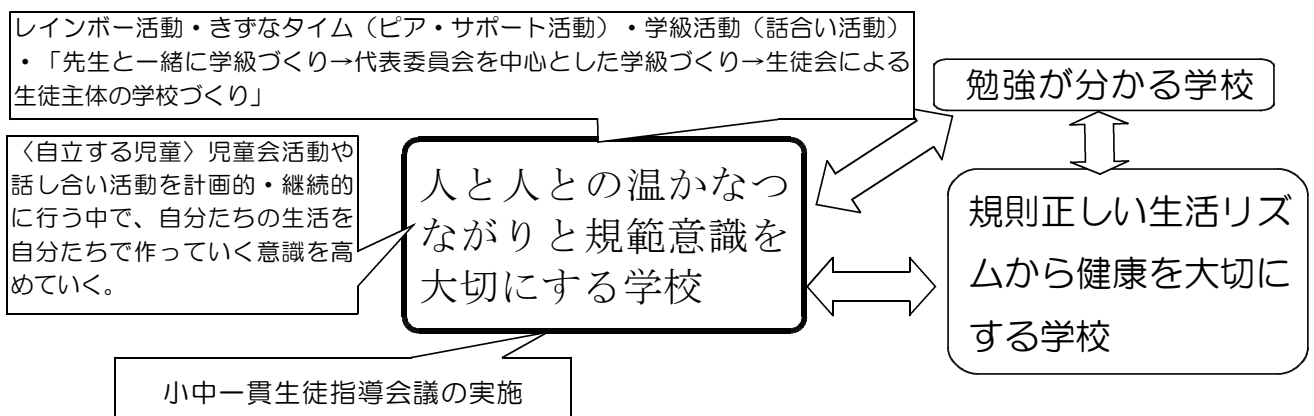 レインボー活動・きずなタイム（ピア・サポート活動）・学級活動（話合い活動）
・「先生と一緒に学級づくり→代表委員会を中心とした学級づくり→生徒会による
生徒主体の学校づくり」
勉強が分かる学校
〈自立する児童〉児童会活動や
話し合い活動を計画的・継続的
に行う中で、自分たちの生活を
自分たちで作っていく意識を高
めていく。
人と人との温かなつ
ながりと規範意識を
大切にする学校
規則正しい生活リズ
ムから健康を大切に
する学校
小中一貫生徒指導会議の実施